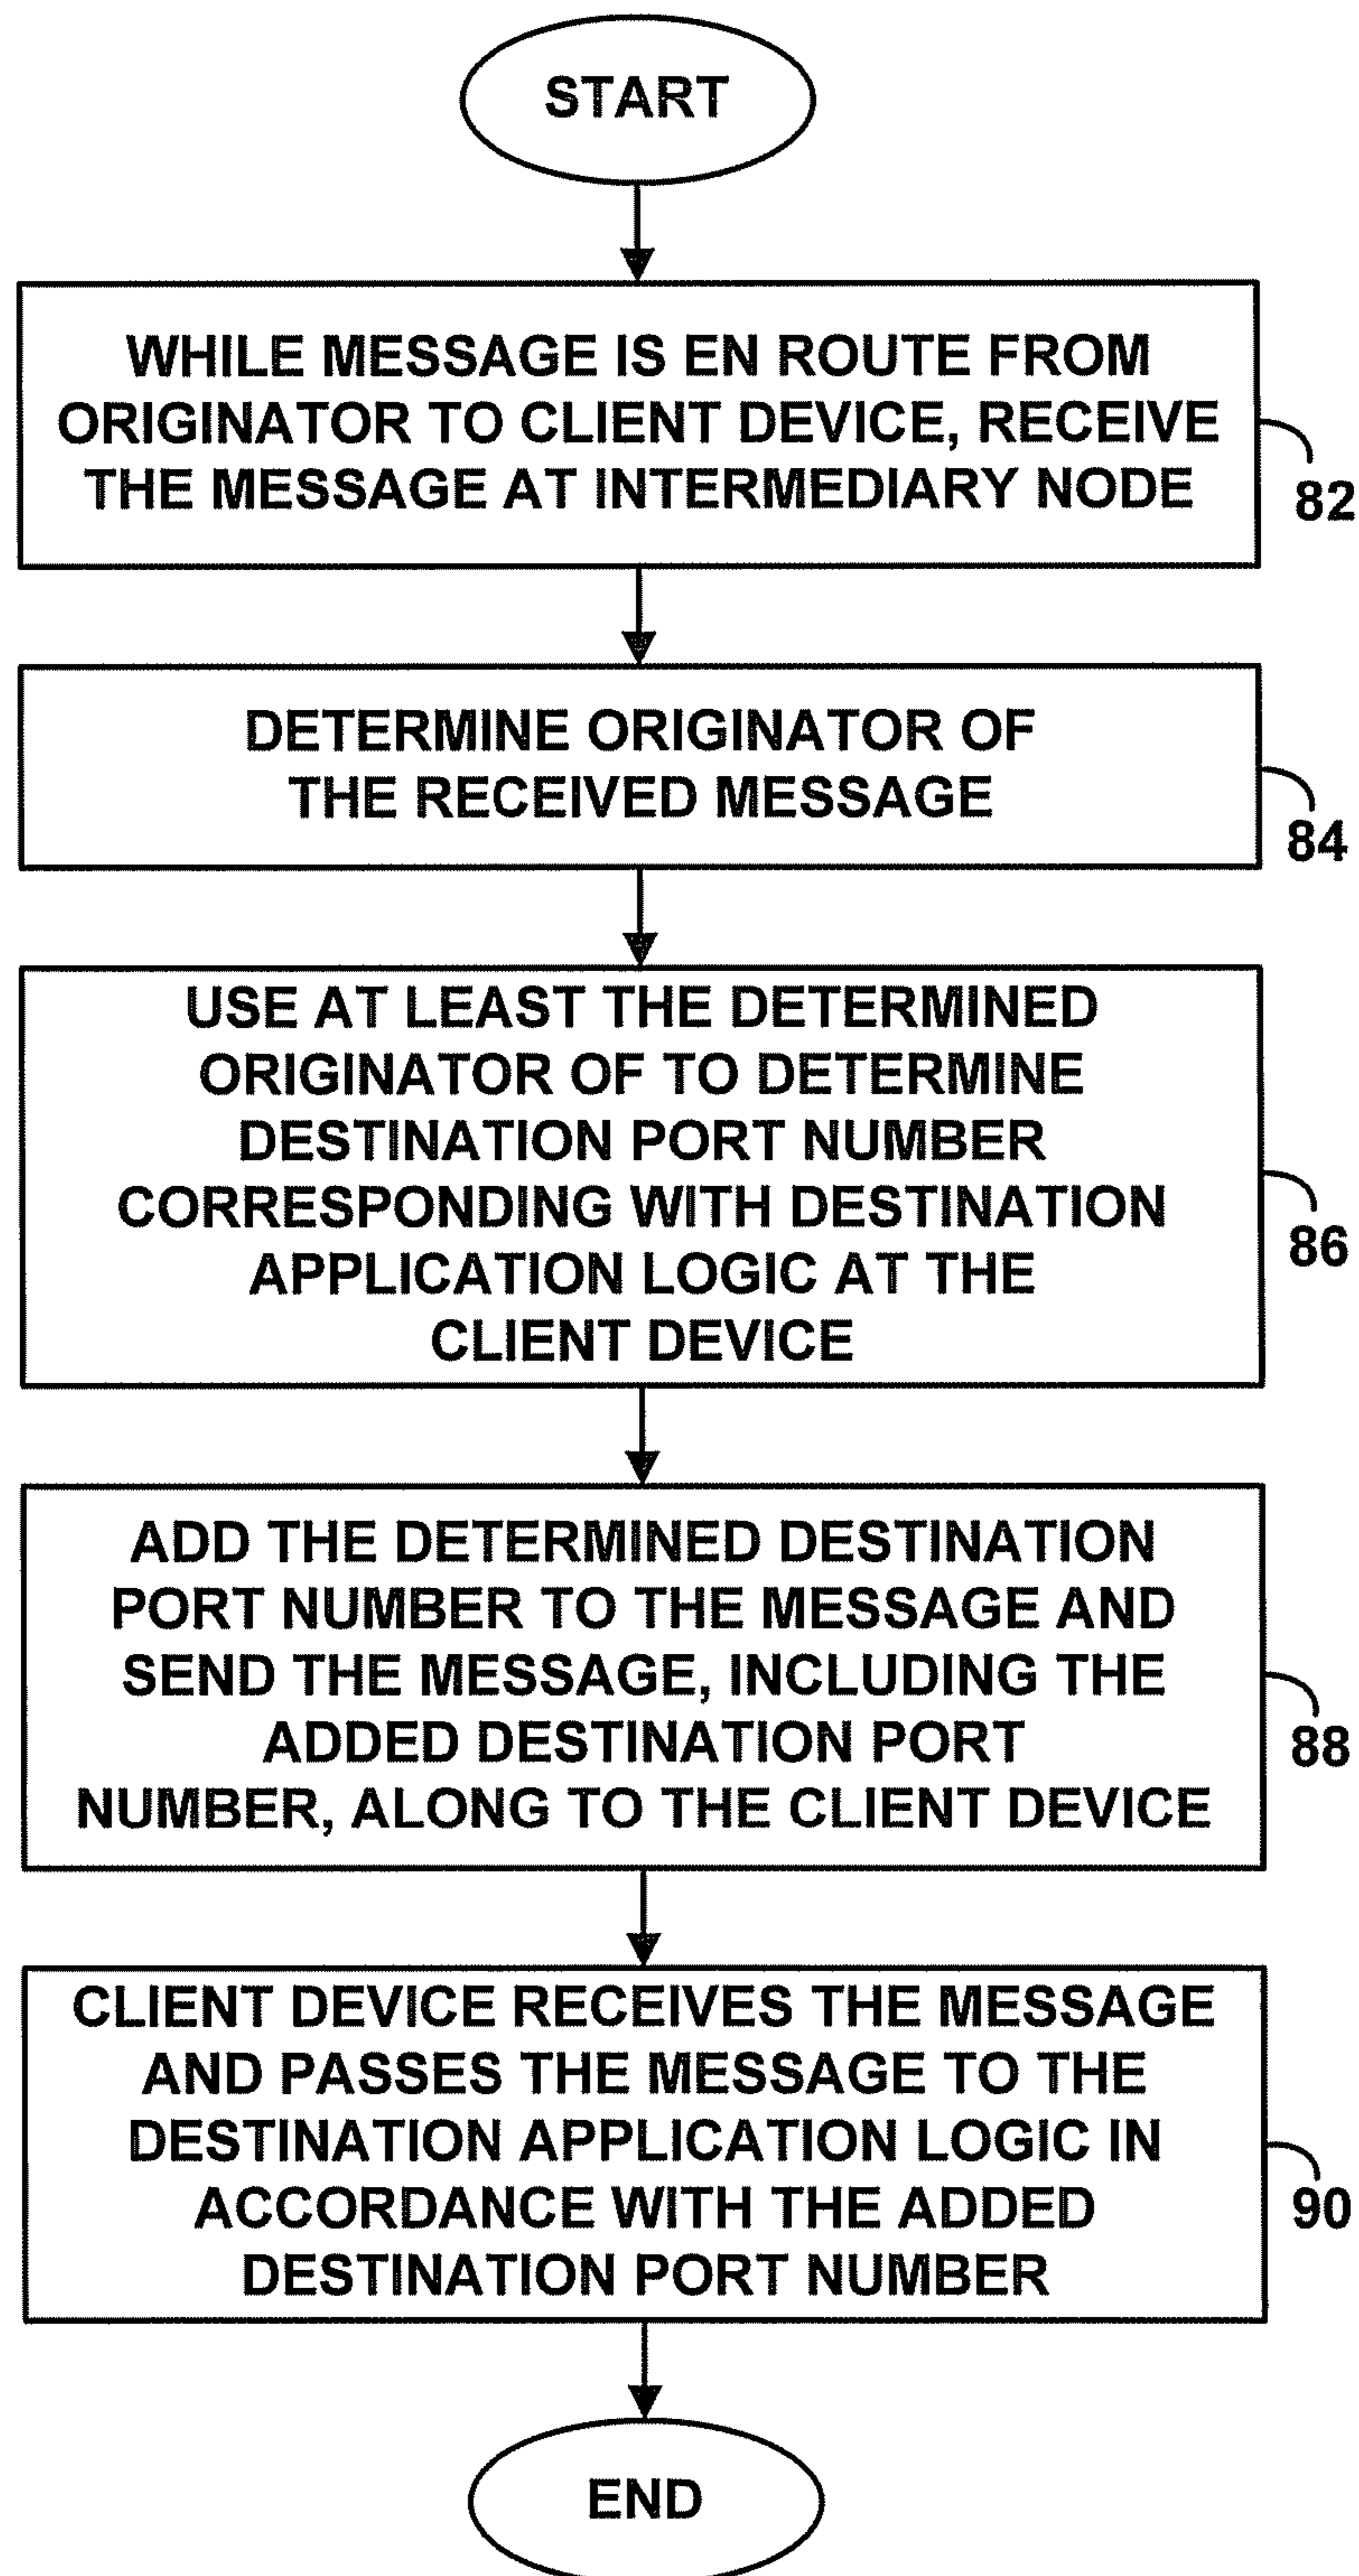 START
WHILE MESSAGE IS EN ROUTE FROM
ORIGINATOR TO CLIENT DEVICE, RECEIVE
THE MESSAGE AT INTERMEDIARY NODE
82
DETERMINE ORIGINATOR OF
THE RECEIVED MESSAGE
84
USE AT LEAST THE DETERMINED
ORIGINATOR OF TO DETERMINE
DESTINATION PORT NUMBER
CORRESPONDING WITH DESTINATION
APPLICATION LOGIC AT THE
CLIENT DEVICE
86
ADD THE DETERMINED DESTINATION
PORT NUMBER TO THE MESSAGE AND
SEND THE MESSAGE, INCLUDING THE
ADDED DESTINATION PORT
NUMBER, ALONG TO THE CLIENT DEVICE
88
CLIENT DEVICE RECEIVES THE MESSAGE
AND PASSES THE MESSAGE TO THE
DESTINATION APPLICATION LOGIC IN
ACCORDANCE WITH THE ADDED
DESTINATION PORT NUMBER
90
END